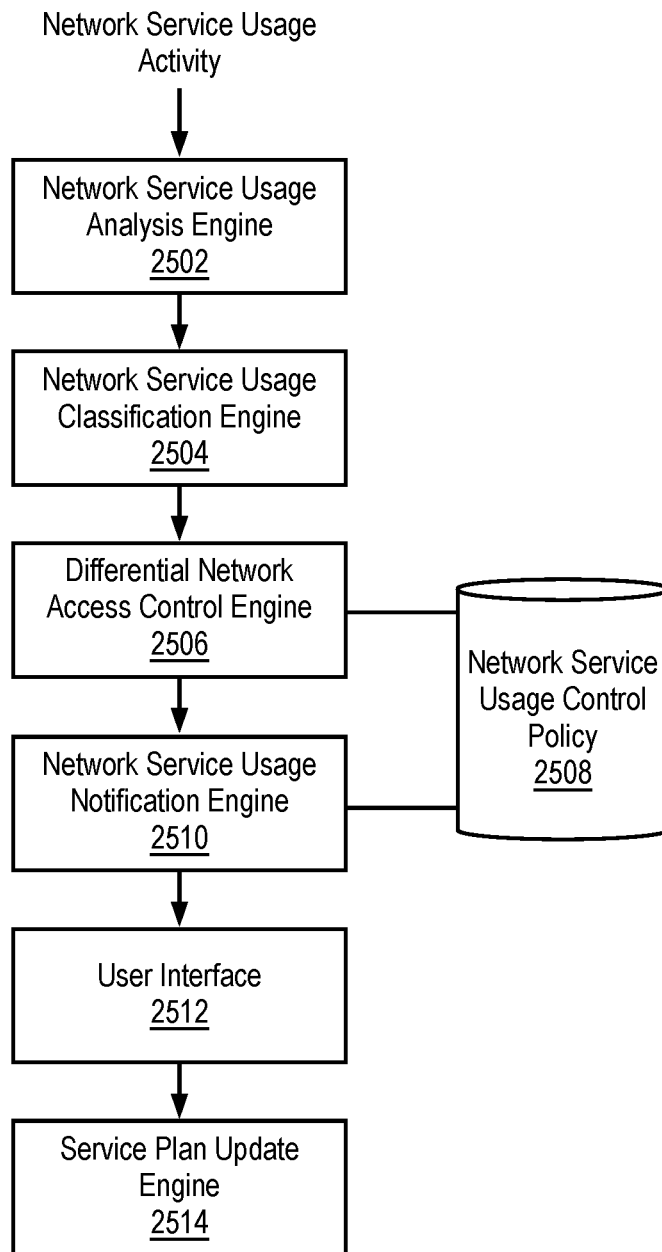 Network Service Usage
Activity
Network Service Usage
Analysis Engine
2502
Network Service Usage
Classification Engine
2504
Differential Network
Access Control Engine
2506
Network Service
Usage Control
Policy
2508
Network Service Usage
Notification Engine
2510
User Interface
2512
Service Plan Update
Engine
2514